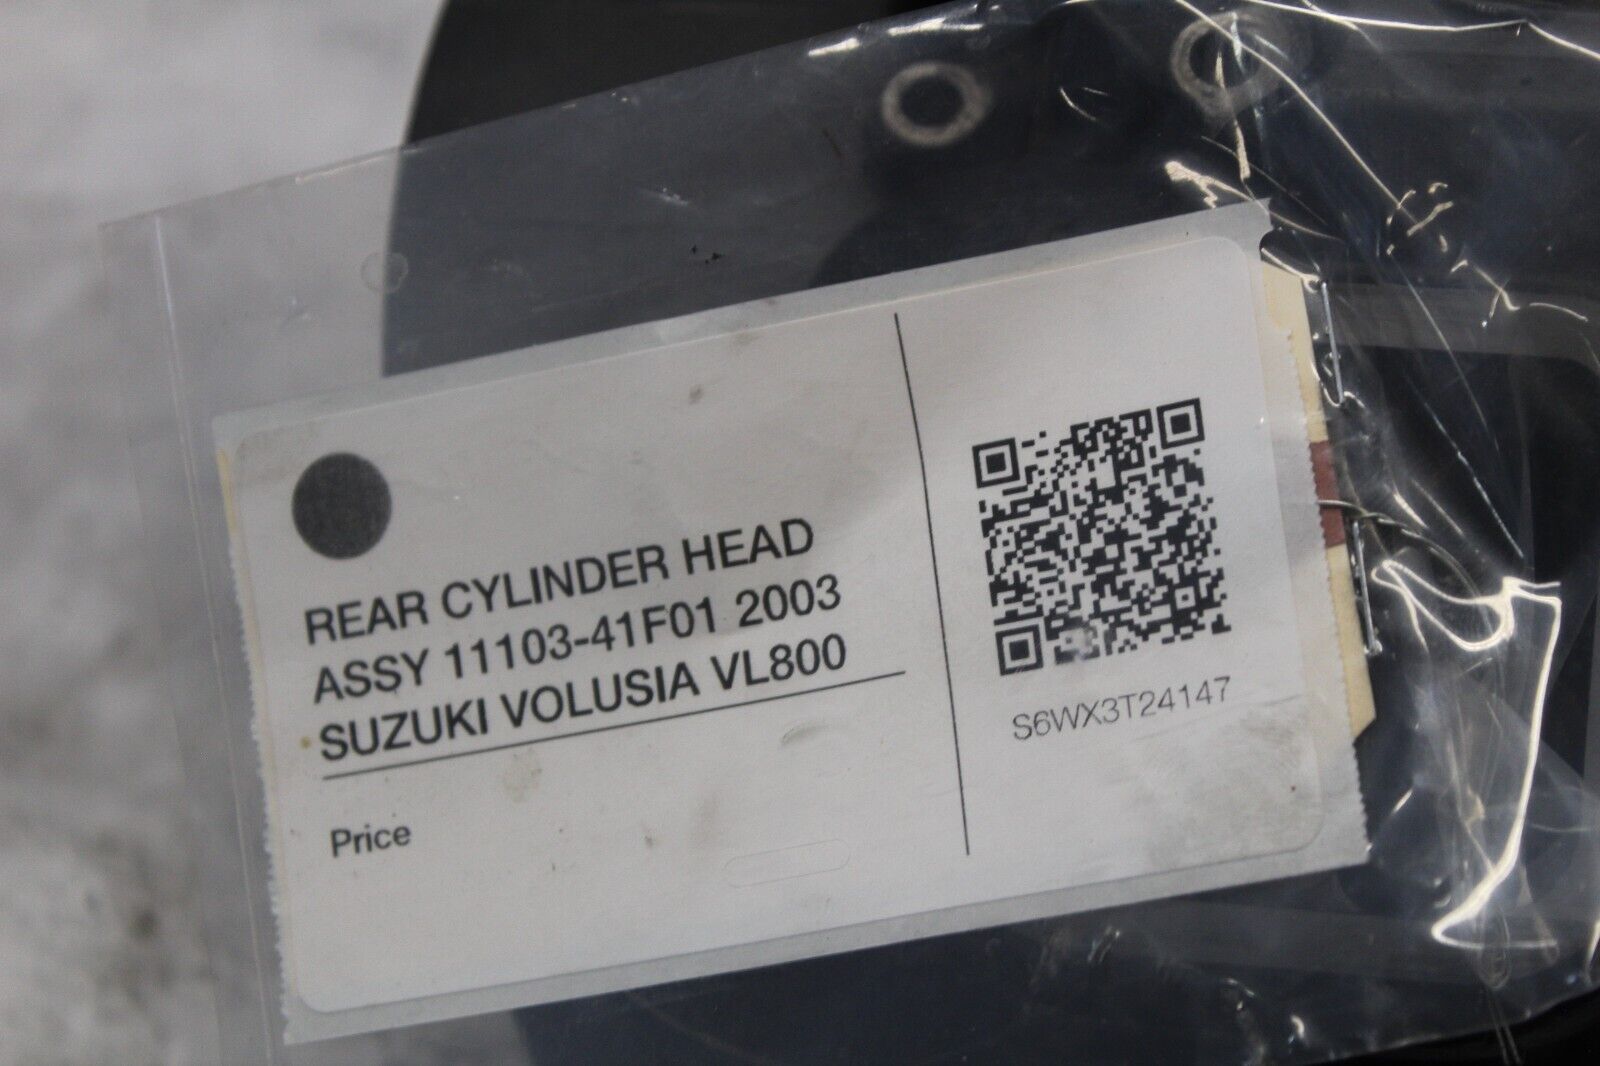 REAR CYLINDER HEAD
ASSY 11103-41F01 2003
SUZUKI VOLUSIA VL800
Price
S6WX3T24147